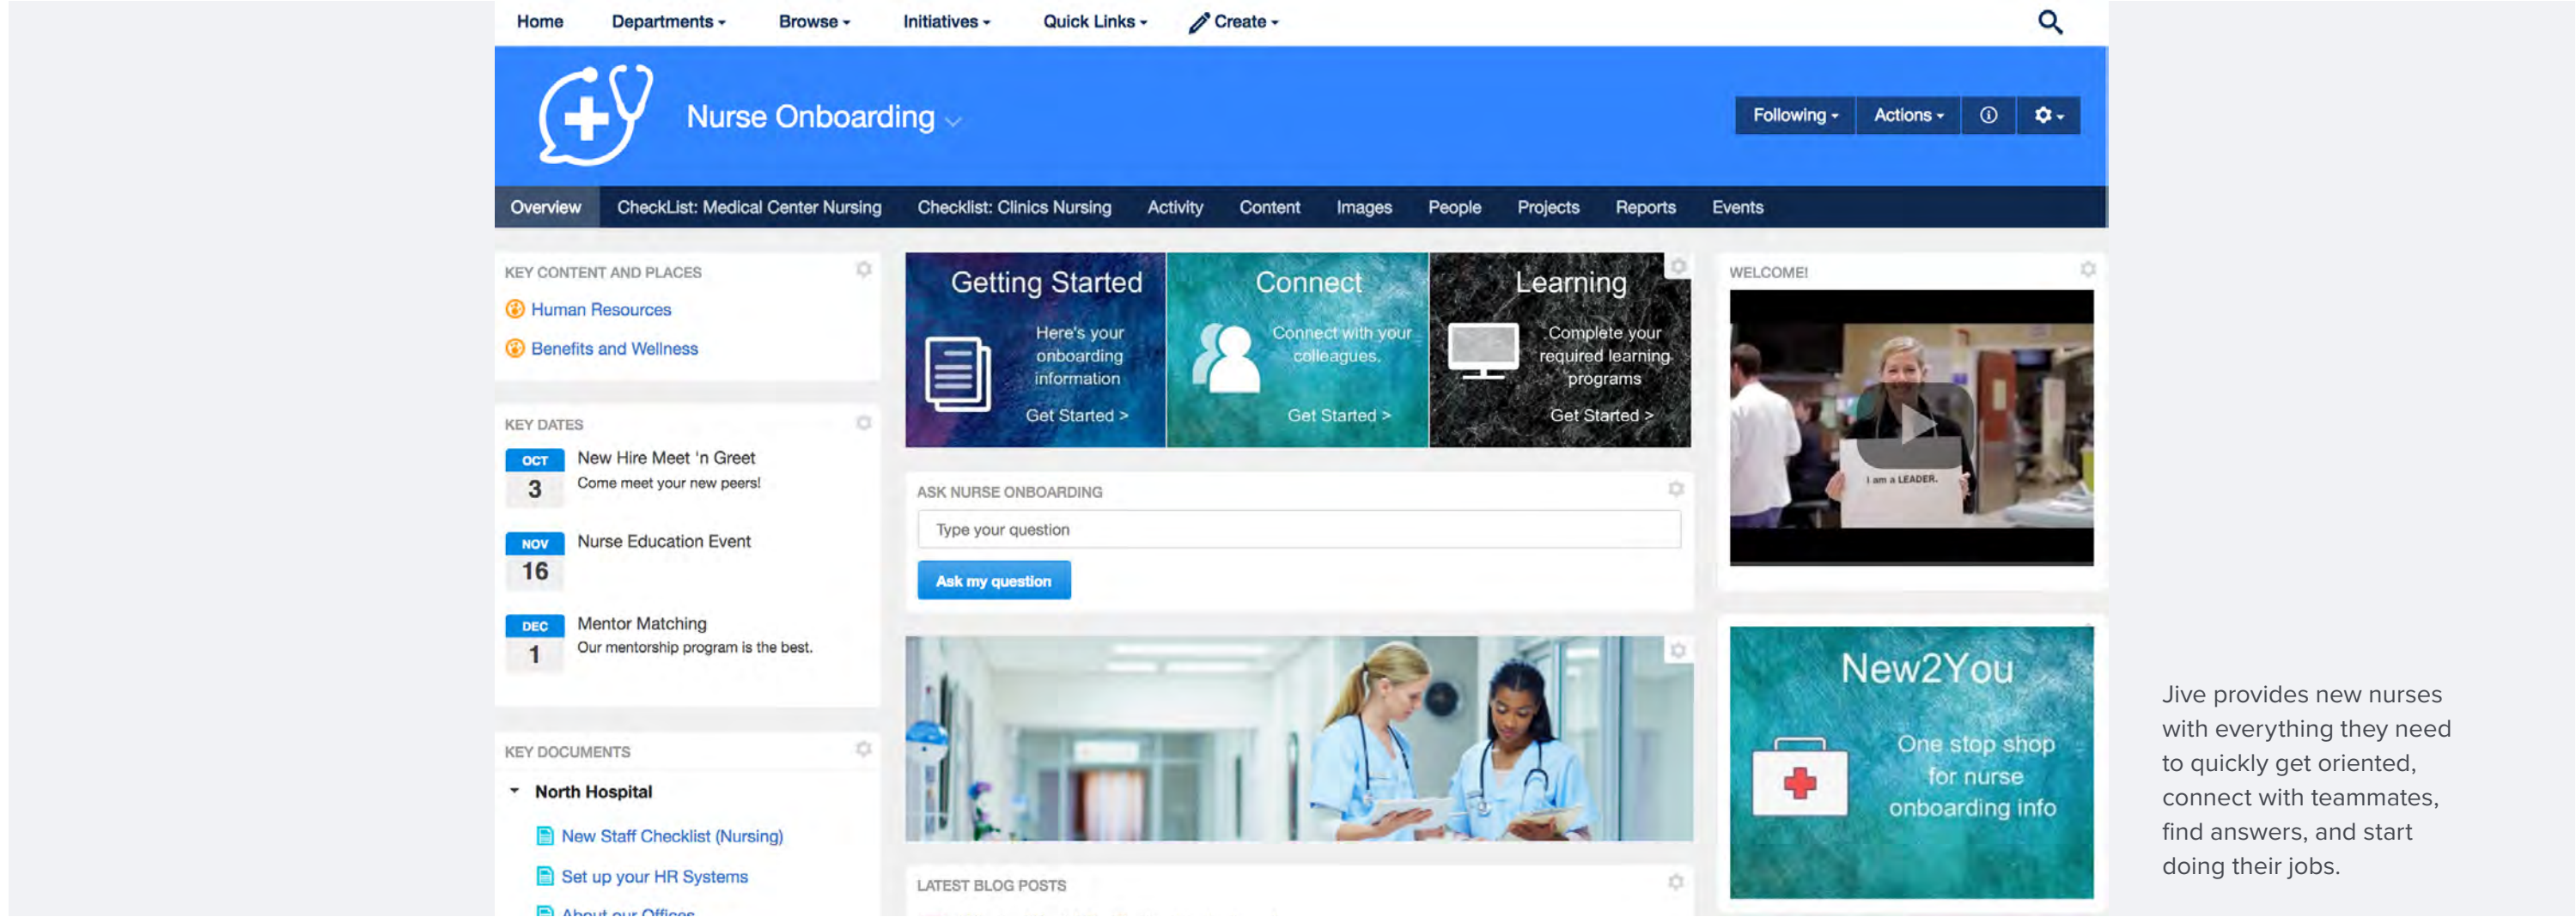 Home Departments Browse Initiatives Quick Links Create
Nurse Onboarding
Following Actions
Overview CheckList: Medical Center Nursing Checklist: Clinics Nursing Activity Content Images People Projects Reports Events
KEY CONTENT AND PLACES
Human Resources
Benefits and Wellness
KEY DATES
OCT
3
New Hire Meet 'n Greet
Come meet your new peers!
NOV
16
Nurse Education Event
DEC
1
Mentor Matching
Our mentorship program is the best.
KEY DOCUMENTS
North Hospital
New Staff Checklist (Nursing)
Set up your HR Systems
About our Offices
Getting Started
Here's your
onboarding
information
Get Started >
Connect
Connect with your
colleagues.
Get Started >
Learning
Complete your
required learning
programs
Get Started >
ASK NURSE ONBOARDING
Type your question
Ask my question
LATEST BLOG POSTS
WELCOME!
I am a LEADER.
New2You
One stop shop
for nurse
onboarding info
Jive provides new nurses
with everything they need
to quickly get oriented,
connect with teammates,
find answers, and start
doing their jobs.